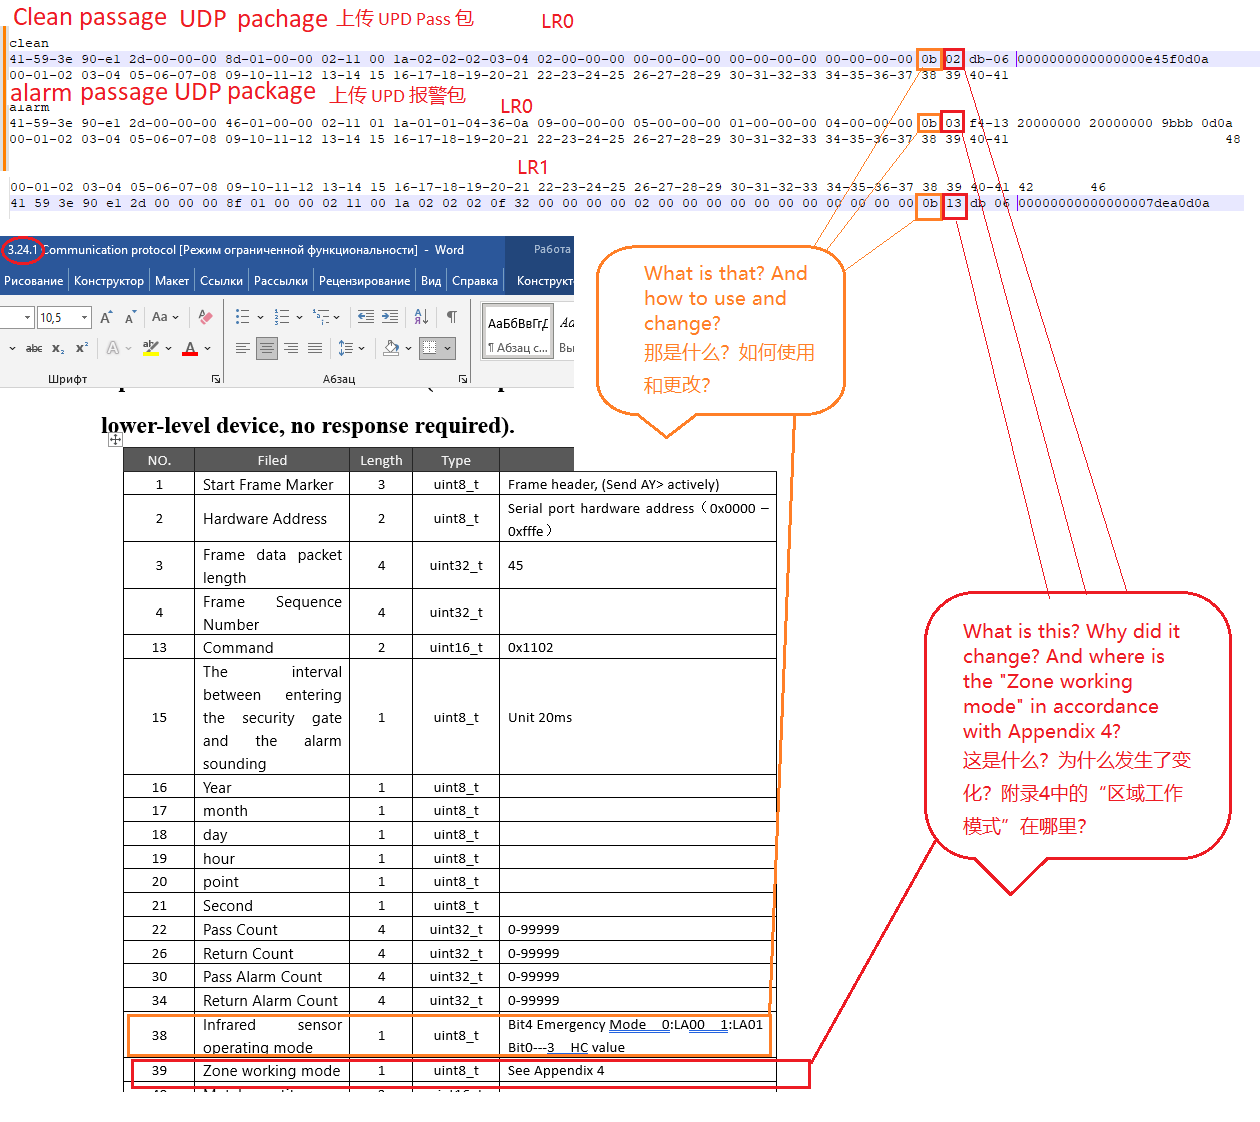 Clean passage UDP pachage 上传 UPD Pass 包 LR0
clean
41-59-3e 90-e1 2d-00-00-00 8d-01-00-00 02-11 00 1a-02-02-02-03-04 02-00-00-00 00-00-00-00 00-00-00-00 00-00-00-00 0b 02 db-06 0000000000000000e45f0d0a
00-01-02 03-04 05-06-07-08 09-10-11-12 13-14 15 16-17-18-19-20-21 22-23-24-25 26-27-28-29 30-31-32-33 34-35-36-37 38 39 40-41
alarm passage UDP package 上传 UPD 报警包 LR0
alarm
41-59-3e 90-e1 2d-00-00-00 46-01-00-00 02-11 01 1a-01-01-04-36-0a 09-00-00-00 05-00-00-00 01-00-00-00 04-00-00-00 0b 03 f4-13 20000000 20000000 9bbb 0d0a
00-01-02 03-04 05-06-07-08 09-10-11-12 13-14 15 16-17-18-19-20-21 22-23-24-25 26-27-28-29 30-31-32-33 34-35-36-37 38 39 40-41 48
LR1
00-01-02 03-04 05-06-07-08 09-10-11-12 13-14 15 16-17-18-19-20-21 22-23-24-25 26-27-28-29 30-31-32-33 34-35-36-37 38 39 40-41 42 46
41 59 3e 90 e1 2d 00 00 00 8f 01 00 00 02 11 00 1a 02 02 02 0f 32 00 00 00 00 02 00 00 00 00 00 00 00 00 00 00 00 0b 13 db 06 00000000000000007dea0d0a
3.24.1 Communication protocol [Режим ограниченной функциональности] - Word Работа
Рисование Конструктор Макет Ссылки Рассылки Рецензирование Вид Справка Конструкт
10,5 Aa АаБбВвГгД
¶ Абзац с... Вы
Шрифт Абзац
lower-level device, no response required).
NO. Filed Length Type
1 Start Frame Marker 3 uint8_t Frame header, (Send AY> actively)
2 Hardware Address 2 uint8_t Serial port hardware address（0x0000 –
0xfffe）
3 Frame data packet length 4 uint32_t 45
4 Frame Sequence Number 4 uint32_t
13 Command 2 uint16_t 0x1102
15 The interval between entering the security gate and the alarm sounding 1 uint8_t Unit 20ms
16 Year 1 uint8_t
17 month 1 uint8_t
18 day 1 uint8_t
19 hour 1 uint8_t
20 point 1 uint8_t
21 Second 1 uint8_t
22 Pass Count 4 uint32_t 0-99999
26 Return Count 4 uint32_t 0-99999
30 Pass Alarm Count 4 uint32_t 0-99999
34 Return Alarm Count 4 uint32_t 0-99999
38 Infrared sensor operating mode 1 uint8_t Bit4 Emergency Mode 0:LA00 1:LA01
Bit0---3 HC value
39 Zone working mode 1 uint8_t See Appendix 4
What is that? And
how to use and
change?
那是什么？如何使用
和更改？
What is this? Why did it
change? And where is
the "Zone working
mode" in accordance
with Appendix 4?
这是什么？为什么发生了变
化？附录4中的“区域工作
模式”在哪里？